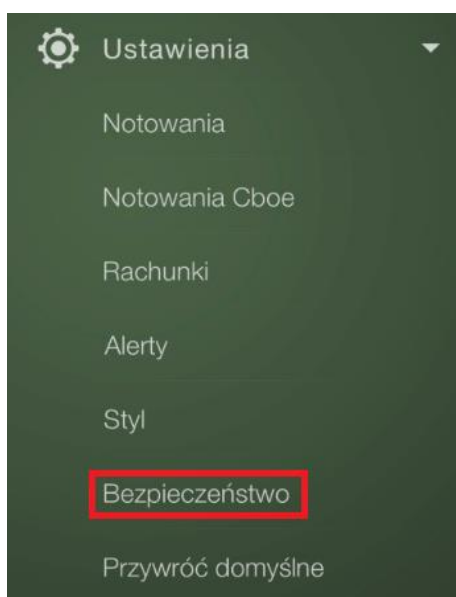 Ustawienia
Notowania
Notowania Cboe
Rachunki
Alerty
Styl
Bezpieczeństwo
Przywróć domyślne